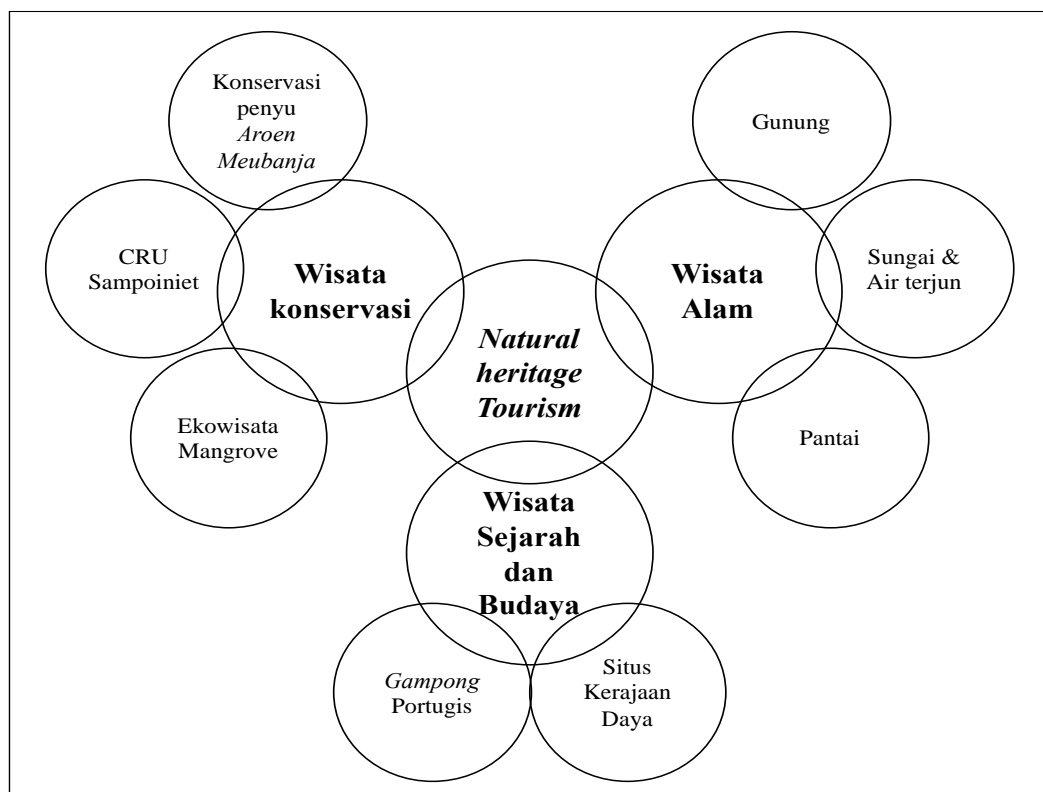 Konservasi
penyu
Aroen
Meubanja
CRU
Sampoiniet
Ekowisata
Mangrove
Wisata
konservasi
Natural
heritage
Tourism
Wisata
Alam
Gunung
Sungai &
Air terjun
Pantai
Wisata
Sejarah
dan
Budaya
Gampong
Portugis
Situs
Kerajaan
Daya